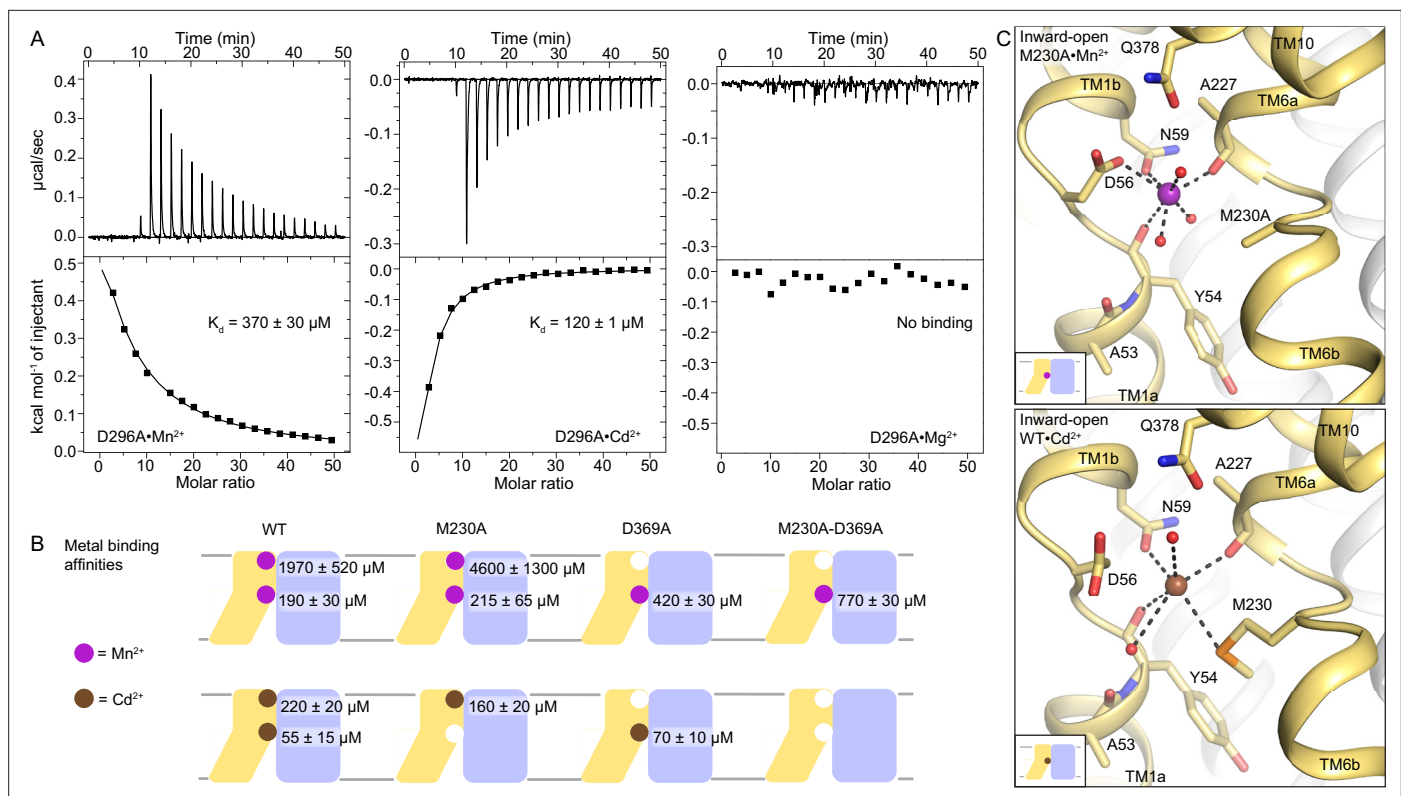 A
Time (min)
0 10 20 30 40 50
0.4
0.3
0.2
0.1
0.0
µcal/sec
0.5
0.4
0.3
0.2
0.1
0.0
kcal mol-1 of injectant
Kd = 370 ± 30 µM
D296A•Mn2+
0 10 20 30 40 50
Molar ratio
Time (min)
0 10 20 30 40 50
0.0
-0.1
-0.2
-0.3
0.0
-0.1
-0.2
-0.3
-0.4
-0.5
Kd = 120 ± 1 µM
D296A•Cd2+
0 10 20 30 40 50
Molar ratio
Time (min)
0 10 20 30 40 50
0.0
-0.1
-0.2
-0.3
0.0
-0.1
-0.2
-0.3
-0.4
-0.5
No binding
D296A•Mg2+
0 10 20 30 40 50
Molar ratio
B
Metal binding
affinities
= Mn2+
= Cd2+
WT
M230A
D369A
M230A-D369A
1970 ± 520 µM
4600 ± 1300 µM
190 ± 30 µM
215 ± 65 µM
420 ± 30 µM
770 ± 30 µM
220 ± 20 µM
160 ± 20 µM
55 ± 15 µM
70 ± 10 µM
C
Inward-open
M230A•Mn2+
Q378
TM10
TM1b
A227
TM6a
N59
D56
M230A
Y54
A53
TM6b
TM1a
Inward-open
WT•Cd2+
Q378
TM10
TM1b
A227
TM6a
N59
D56
M230
Y54
A53
TM1a
TM6b